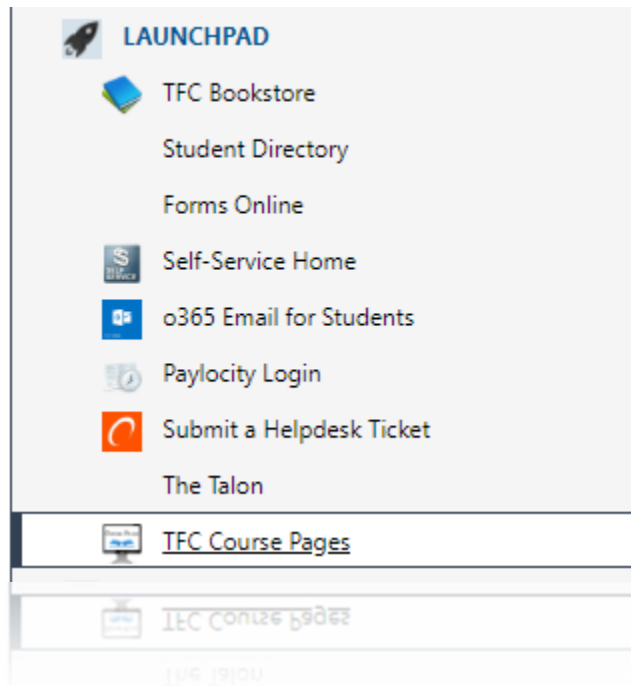 LAUNCHPAD
TFC Bookstore
Student Directory
Forms Online
Self-Service Home
o365 Email for Students
Paylocity Login
Submit a Helpdesk Ticket
The Talon
TFC Course Pages